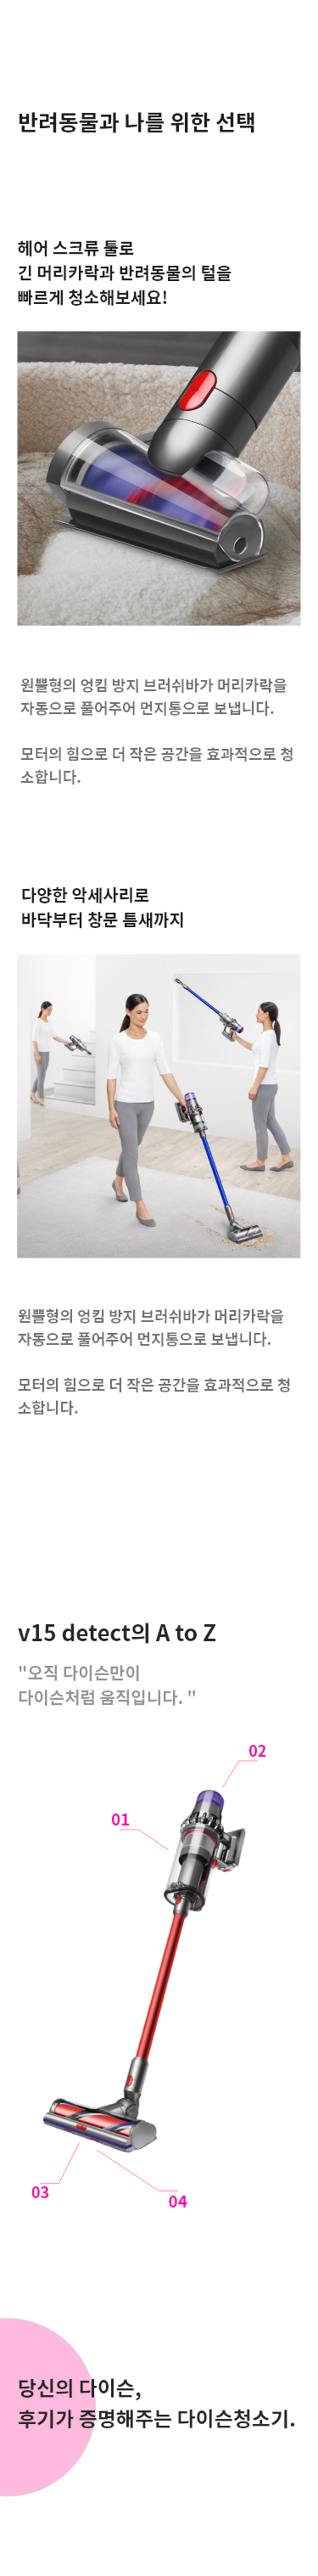 반려동물과 나를 위한 선택
헤어 스크류 툴로
긴 머리카락과 반려동물의 털을
빠르게 청소해보세요!
원뿔형의 엉킴 방지 브러쉬바가 머리카락을
자동으로 풀어주어 먼지통으로 보냅니다.
모터의 힘으로 더 작은 공간을 효과적으로 청
소합니다.
다양한 악세사리로
바닥부터 창문 틈새까지
원뿔형의 엉킴 방지 브러쉬바가 머리카락을
자동으로 풀어주어 먼지통으로 보냅니다.
모터의 힘으로 더 작은 공간을 효과적으로 청
소합니다.
v15 detect의 A to Z
"오직 다이슨만이
다이슨처럼 움직입니다. "
02
01
03
04
당신의 다이슨,
후기가 증명해주는 다이슨청소기.